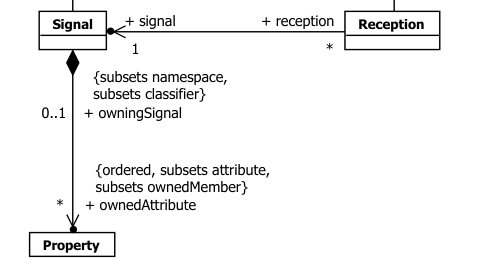 + signal
+ reception
Signal
Reception
1
*
{subsets namespace,
subsets classifier}
0..1
+ owningSignal
{ordered, subsets attribute,
subsets ownedMember}
*
+ ownedAttribute
Property